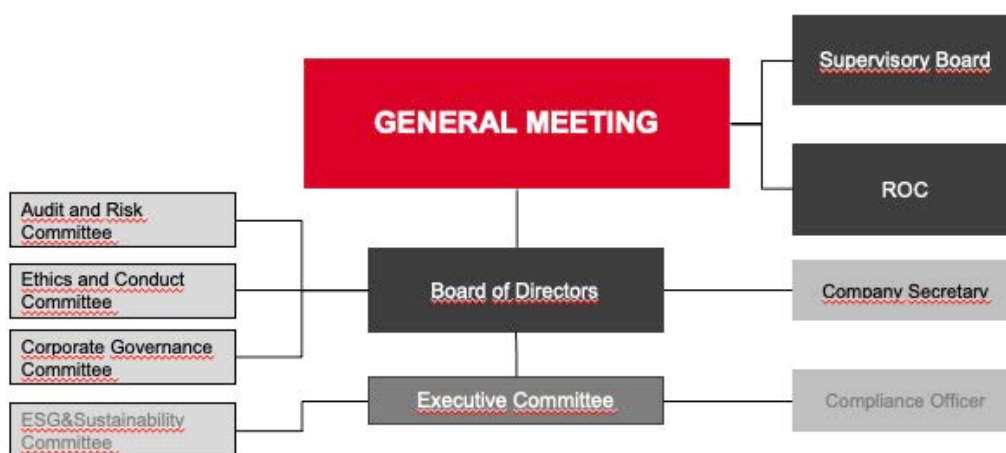 Supervisory Board
GENERAL MEETING
ROC
Audit and Risk
Committee
Ethics and Conduct
Committee
Board of Directors
Company Secretary
Corporate Governance
Committee
Executive Committee
Compliance Officer
ESG&Sustainability
Committee